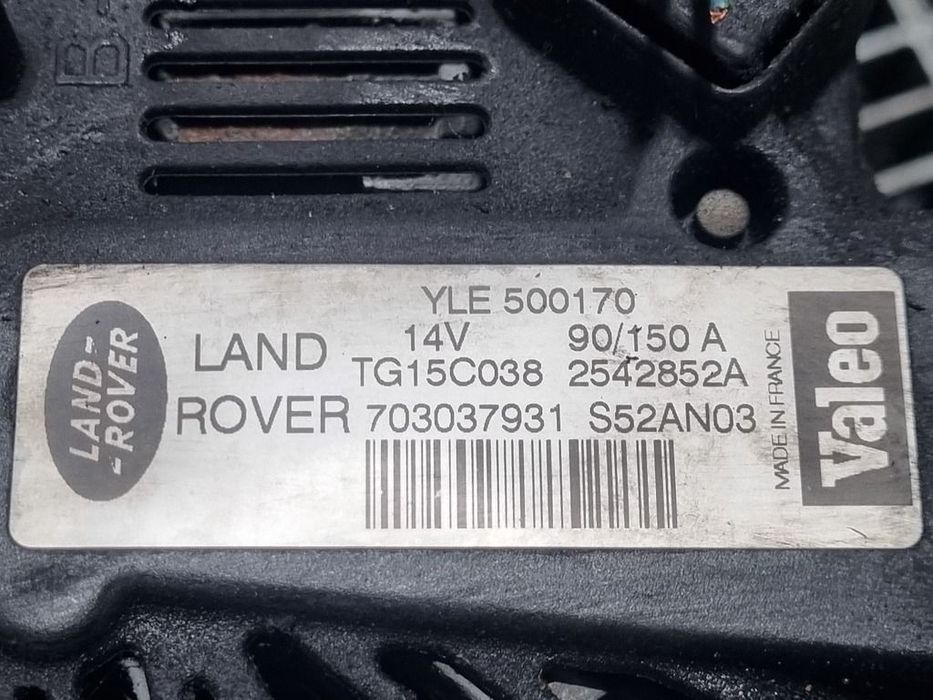 B
YLE 500170
LAND 14V 90/150 A
TG15C038 2542852A
ROVER 703037931 S52AN03
LAND
ROVER
MADE IN FRANCE
Valeo